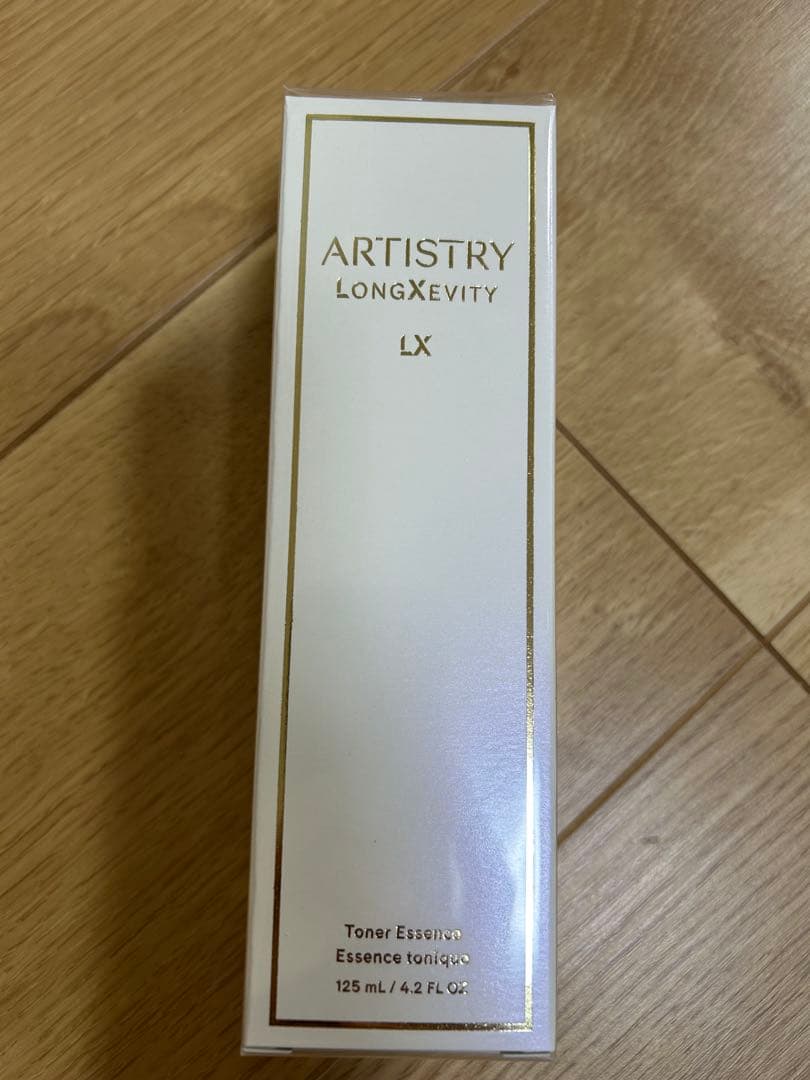 ARTISTRY
LONGXEVITY
LX
Toner Essence
Essence tonique
125 mL / 4.2 FL OZ